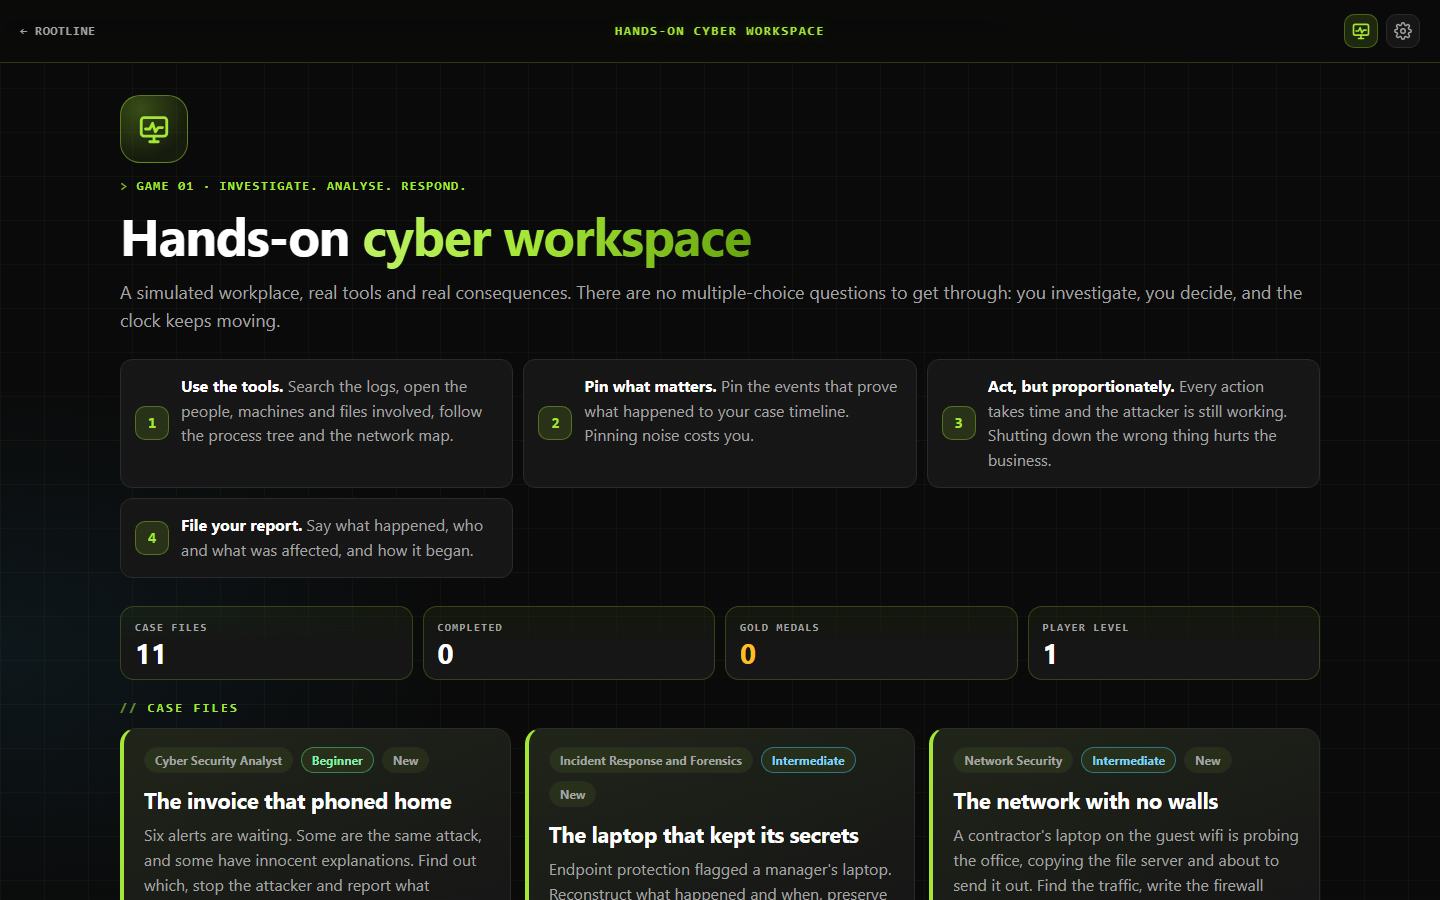 ← ROOTLINE
HANDS-ON CYBER WORKSPACE
> GAME 01 · INVESTIGATE. ANALYSE. RESPOND.
Hands-on cyber workspace
A simulated workplace, real tools and real consequences. There are no multiple-choice questions to get through: you investigate, you decide, and the
clock keeps moving.
1
Use the tools. Search the logs, open the
people, machines and files involved, follow
the process tree and the network map.
2
Pin what matters. Pin the events that prove
what happened to your case timeline.
Pinning noise costs you.
3
Act, but proportionately. Every action
takes time and the attacker is still working.
Shutting down the wrong thing hurts the
business.
4
File your report. Say what happened, who
and what was affected, and how it began.
CASE FILES
11
COMPLETED
0
GOLD MEDALS
0
PLAYER LEVEL
1
// CASE FILES
Cyber Security Analyst
Beginner
New
The invoice that phoned home
Six alerts are waiting. Some are the same attack,
and some have innocent explanations. Find out
which, stop the attacker and report what
Incident Response and Forensics
Intermediate
New
The laptop that kept its secrets
Endpoint protection flagged a manager's laptop.
Reconstruct what happened and when, preserve
Network Security
Intermediate
New
The network with no walls
A contractor's laptop on the guest wifi is probing
the office, copying the file server and about to
send it out. Find the traffic, write the firewall